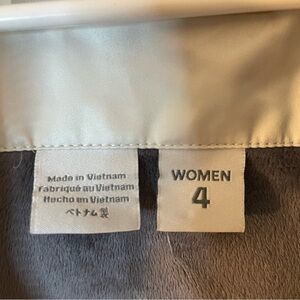 Made in Vietnam
Fabriqué au Vietnam
Hecho en Vietnam
ベトナム製
WOMEN
4